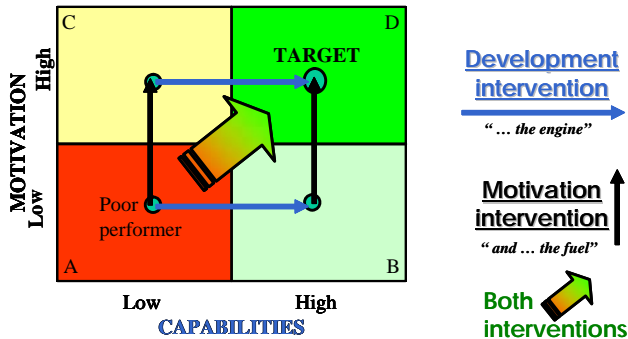 C
D
TARGET
MOTIVATION
High
Low
Poor
performer
A
B
Low
High
CAPABILITIES
Development
intervention
“ … the engine”
Motivation
intervention
“ and … the fuel”
Both
interventions